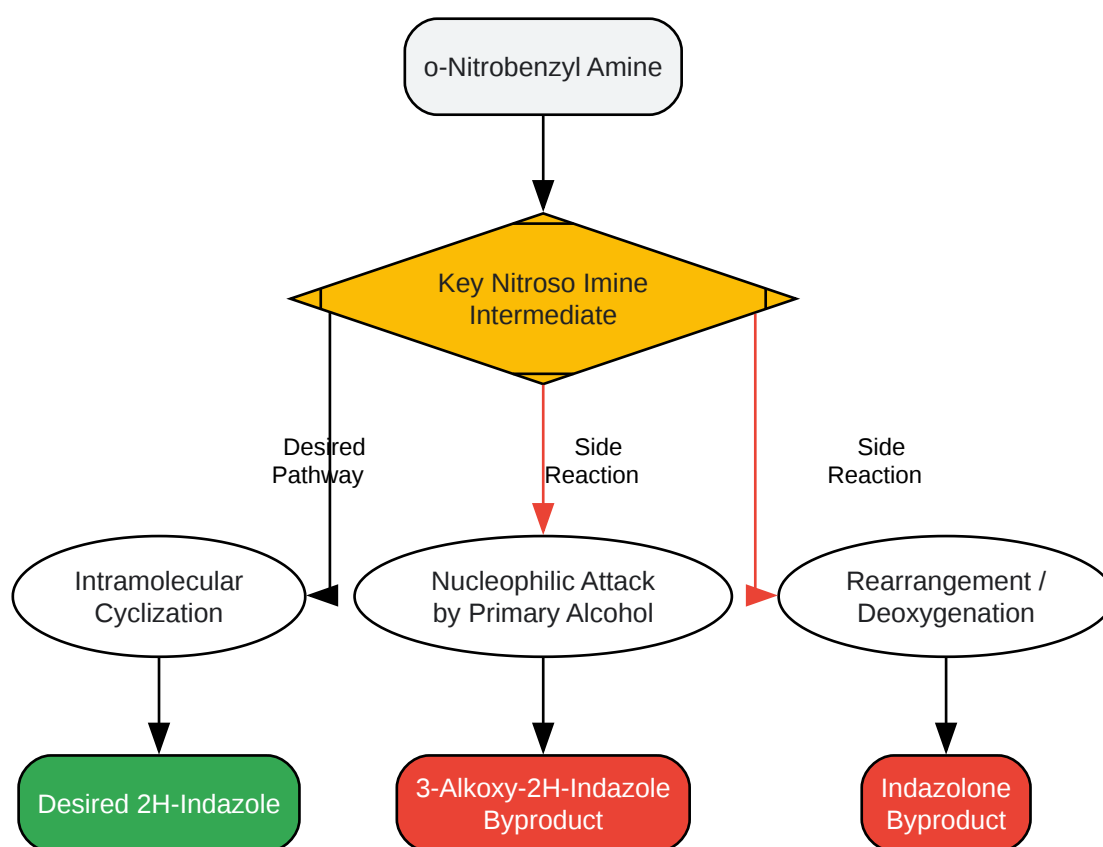 o-Nitrobenzyl Amine
Key Nitroso Imine
Intermediate
Desired
Pathway
Side
Reaction
Side
Reaction
Intramolecular
Cyclization
Nucleophilic Attack
by Primary Alcohol
Rearrangement /
Deoxygenation
Desired 2H-Indazole
3-Alkoxy-2H-Indazole
Byproduct
Indazolone
Byproduct